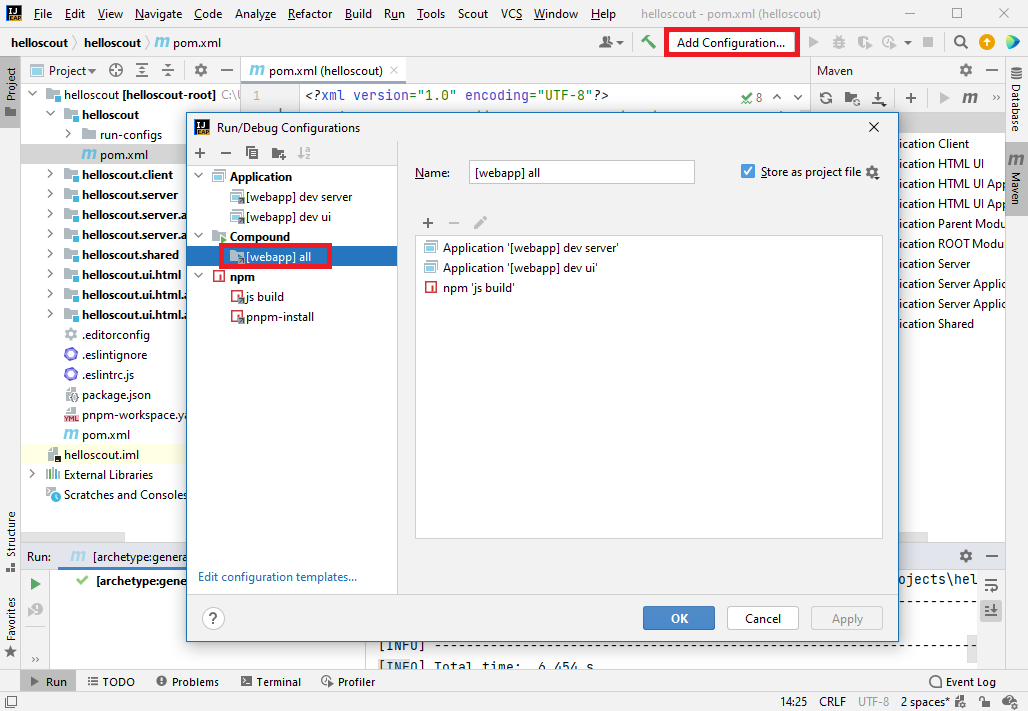 IJ
EAP
File Edit View Navigate Code Analyze Refactor Build Run Tools Scout VCS Window Help helloscout - pom.xml (helloscout)
helloscout helloscout m pom.xml
Add Configuration...
Project
m pom.xml (helloscout)
Maven
Project
helloscout [helloscout-root] C:\
helloscout
run-configs
m pom.xml
helloscout.client
helloscout.server
helloscout.server.a
helloscout.server.a
helloscout.shared
helloscout.ui.html
helloscout.ui.html.a
helloscout.ui.html.a
.editorconfig
.eslintignore
.eslintrc.js
package.json
YML pnpm-workspace.ya
m pom.xml
helloscout.iml
External Libraries
Scratches and Consoles
1 <?xml version="1.0" encoding="UTF-8"?>
8
m
ication Client
ication HTML UI
ication HTML UI App
ication HTML UI App
ication Parent Modu
ication ROOT Modu
ication Server
ication Server Applic
ication Server Applic
ication Shared
Database
m Maven
IJ
EAP
Run/Debug Configurations
Application
[webapp] dev server
[webapp] dev ui
Compound
[webapp] all
npm
js build
pnpm-install
Edit configuration templates...
Name: [webapp] all
Store as project file
Application '[webapp] dev server'
Application '[webapp] dev ui'
npm 'js build'
?
OK Cancel Apply
Structure
Favorites
Run: m [archetype:genera
[archetype:gene
ojects\hel
[INFO] ----------------------------------------
[INFO] Total time: 6.454 s
Run TODO Problems Terminal Profiler Event Log
14:25 CRLF UTF-8 2 spaces*